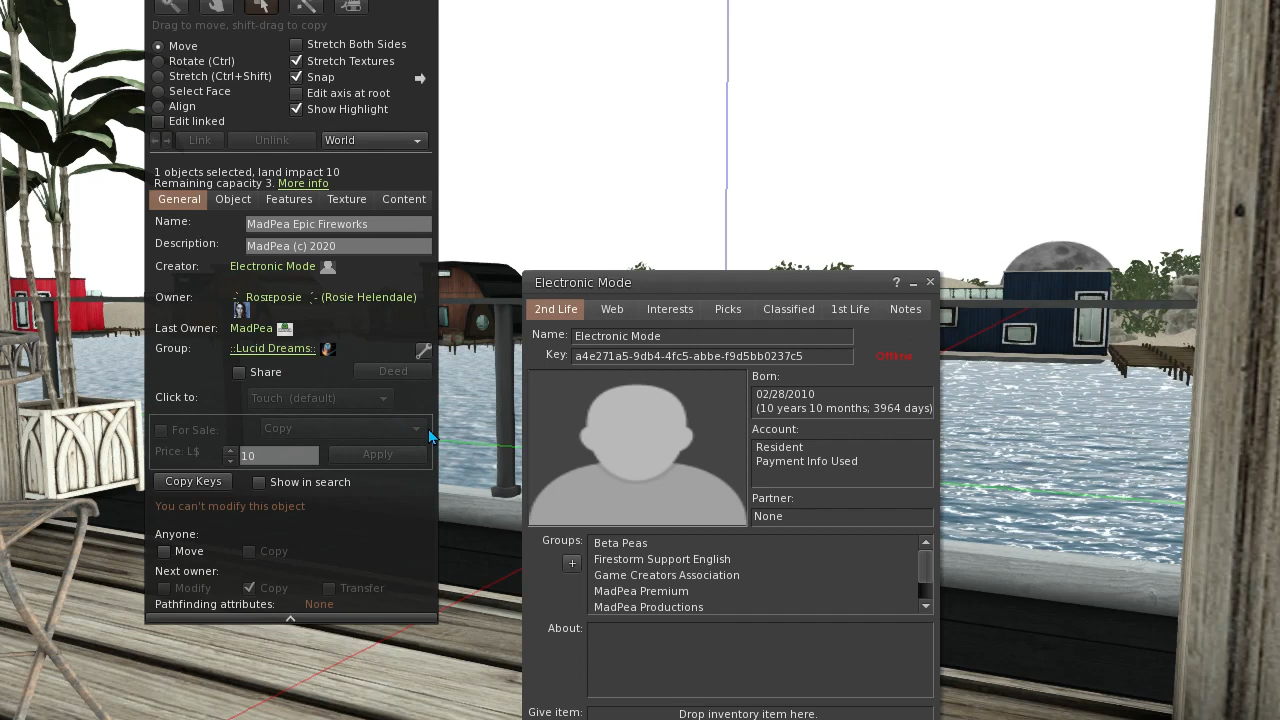 Drag to move, shift-drag to copy
Move
Rotate (Ctrl)
Stretch (Ctrl+Shift)
Select Face
Align
Edit linked
Stretch Both Sides
Stretch Textures
Snap
Edit axis at root
Show Highlight
Link
Unlink
World
1 objects selected, land impact 10
Remaining capacity 3. More info
General
Object
Features
Texture
Content
Name:
MadPea Epic Fireworks
Description:
MadPea (c) 2020
Creator:
Electronic Mode
Owner:
(Rosie Helendale)
Last Owner:
MadPea
Group:
::Lucid Dreams::
Share
Deed
Click to:
Touch (default)
For Sale:
Copy
Price: L$
10
Apply
Copy Keys
Show in search
You can't modify this object
Anyone:
Move
Copy
Next owner:
Modify
Copy
Transfer
Pathfinding attributes:
None
Electronic Mode
?
2nd Life
Web
Interests
Picks
Classified
1st Life
Notes
Name:
Electronic Mode
Key:
a4e271a5-9db4-4fc5-abbe-f9d5bb0237c5
Offline
Born:
02/28/2010
(10 years 10 months; 3964 days)
Account:
Resident
Payment Info Used
Partner:
None
Groups:
+
Beta Peas
Firestorm Support English
Game Creators Association
MadPea Premium
MadPea Productions
About:
Give item:
Drop inventory item here.